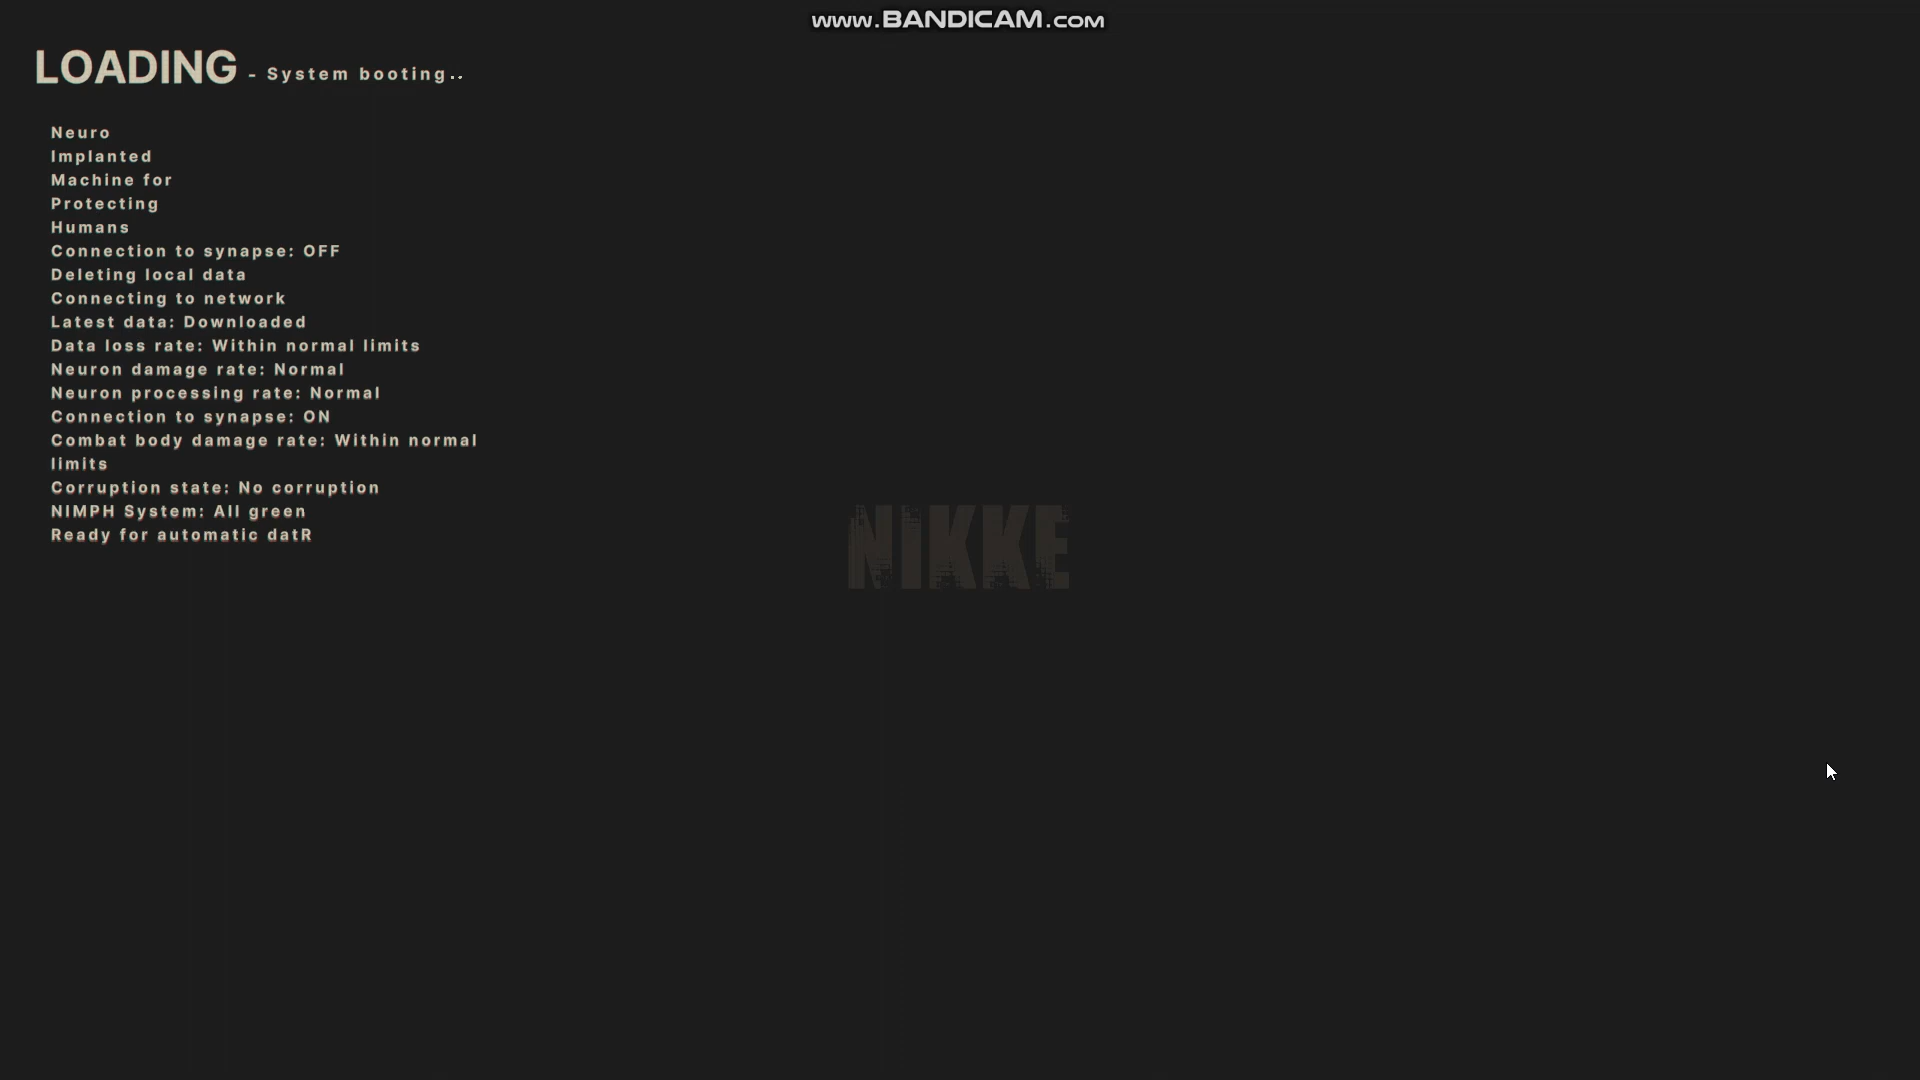 www.BANDICAM.com
LOADING - System booting..
Neuro
Implanted
Machine for
Protecting
Humans
Connection to synapse: OFF
Deleting local data
Connecting to network
Latest data: Downloaded
Data loss rate: Within normal limits
Neuron damage rate: Normal
Neuron processing rate: Normal
Connection to synapse: ON
Combat body damage rate: Within normal
limits
Corruption state: No corruption
NIMPH System: All green
Ready for automatic datR
NIKKE